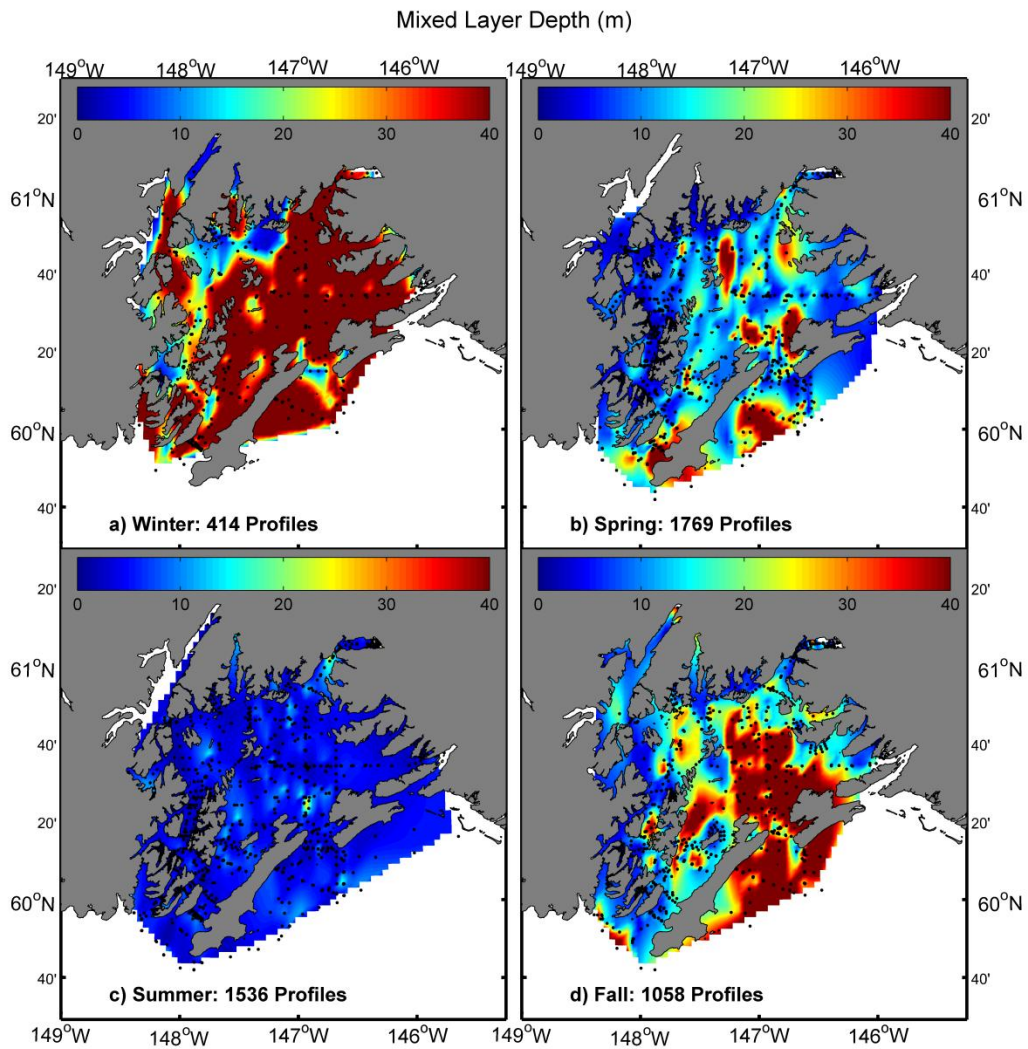 Mixed Layer Depth (m)
149°W 148°W 147°W 146°W 149°W 148°W 147°W 146°W
20' 0 10 20 30 40 0 10 20 30 40 20'
61°N 61°N
40' 40'
20' 20'
60°N 60°N
40' 40'
a) Winter: 414 Profiles b) Spring: 1769 Profiles
20' 0 10 20 30 40 0 10 20 30 40 20'
61°N 61°N
40' 40'
20' 20'
60°N 60°N
40' 40'
c) Summer: 1536 Profiles d) Fall: 1058 Profiles
149°W 148°W 147°W 146°W 149°W 148°W 147°W 146°W